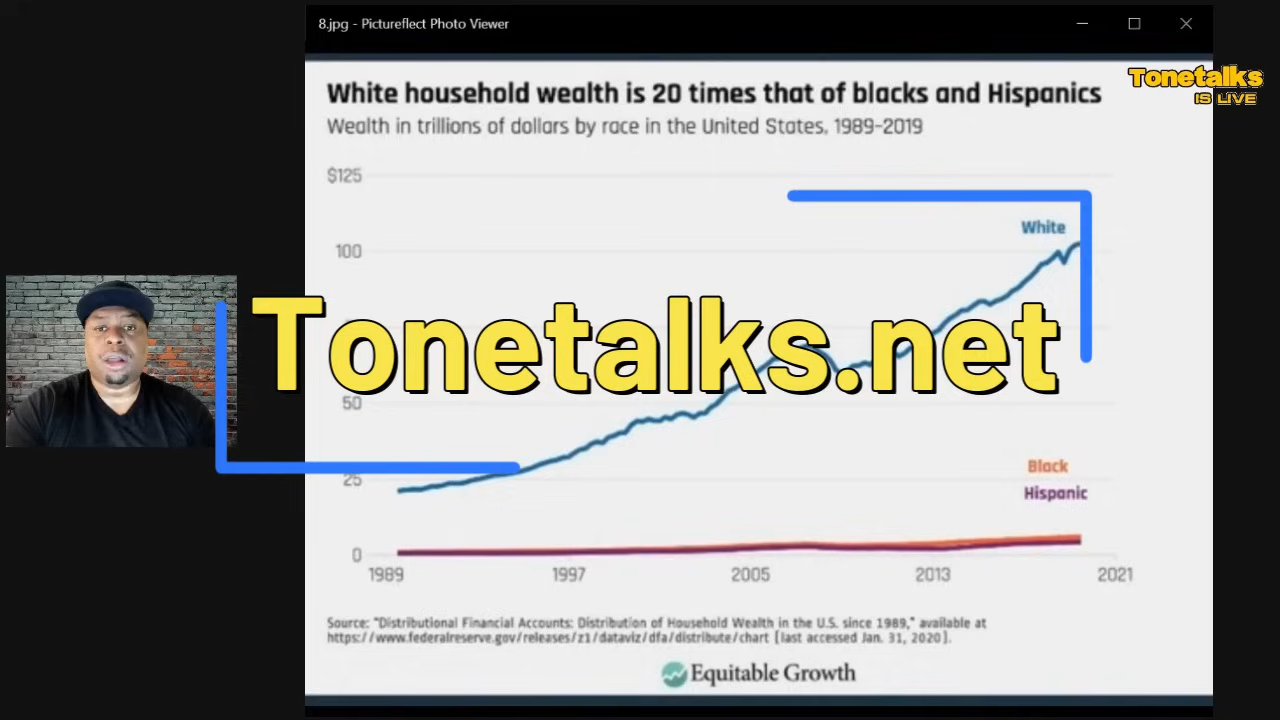 8.jpg - Pictureflect Photo Viewer
Tonetalks
IS LIVE
White household wealth is 20 times that of blacks and Hispanics
Wealth in trillions of dollars by race in the United States, 1989-2019
$125
100
50
25
0
White
Tonetalks.net
Black
Hispanic
1989
1997
2005
2013
2021
Source: "Distributional Financial Accounts: Distribution of Household Wealth in the U.S. since 1989," available at
https://www.federalreserve.gov/releases/z1/dataviz/dfa/distribute/chart [last accessed Jan. 31, 2020].
Equitable Growth